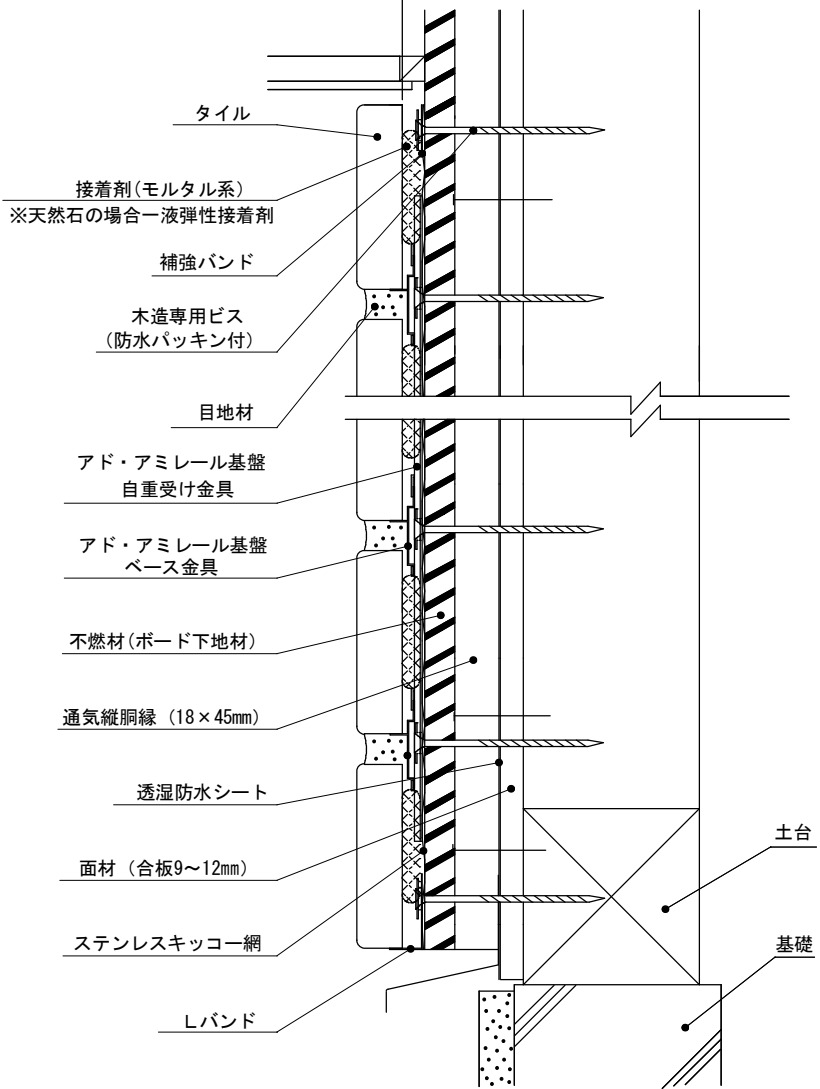 タイル
接着剤(モルタル系)
※天然石の場合一液弾性接着剤
補強バンド
木造専用ビス
(防水パッキン付)
目地材
アド・アミレール基盤
自重受け金具
アド・アミレール基盤
ベース金具
不燃材(ボード下地材)
通気縦胴縁 (18×45mm)
透湿防水シート
面材 (合板9~12mm)
ステンレスキッコー網
Lバンド
土台
基礎